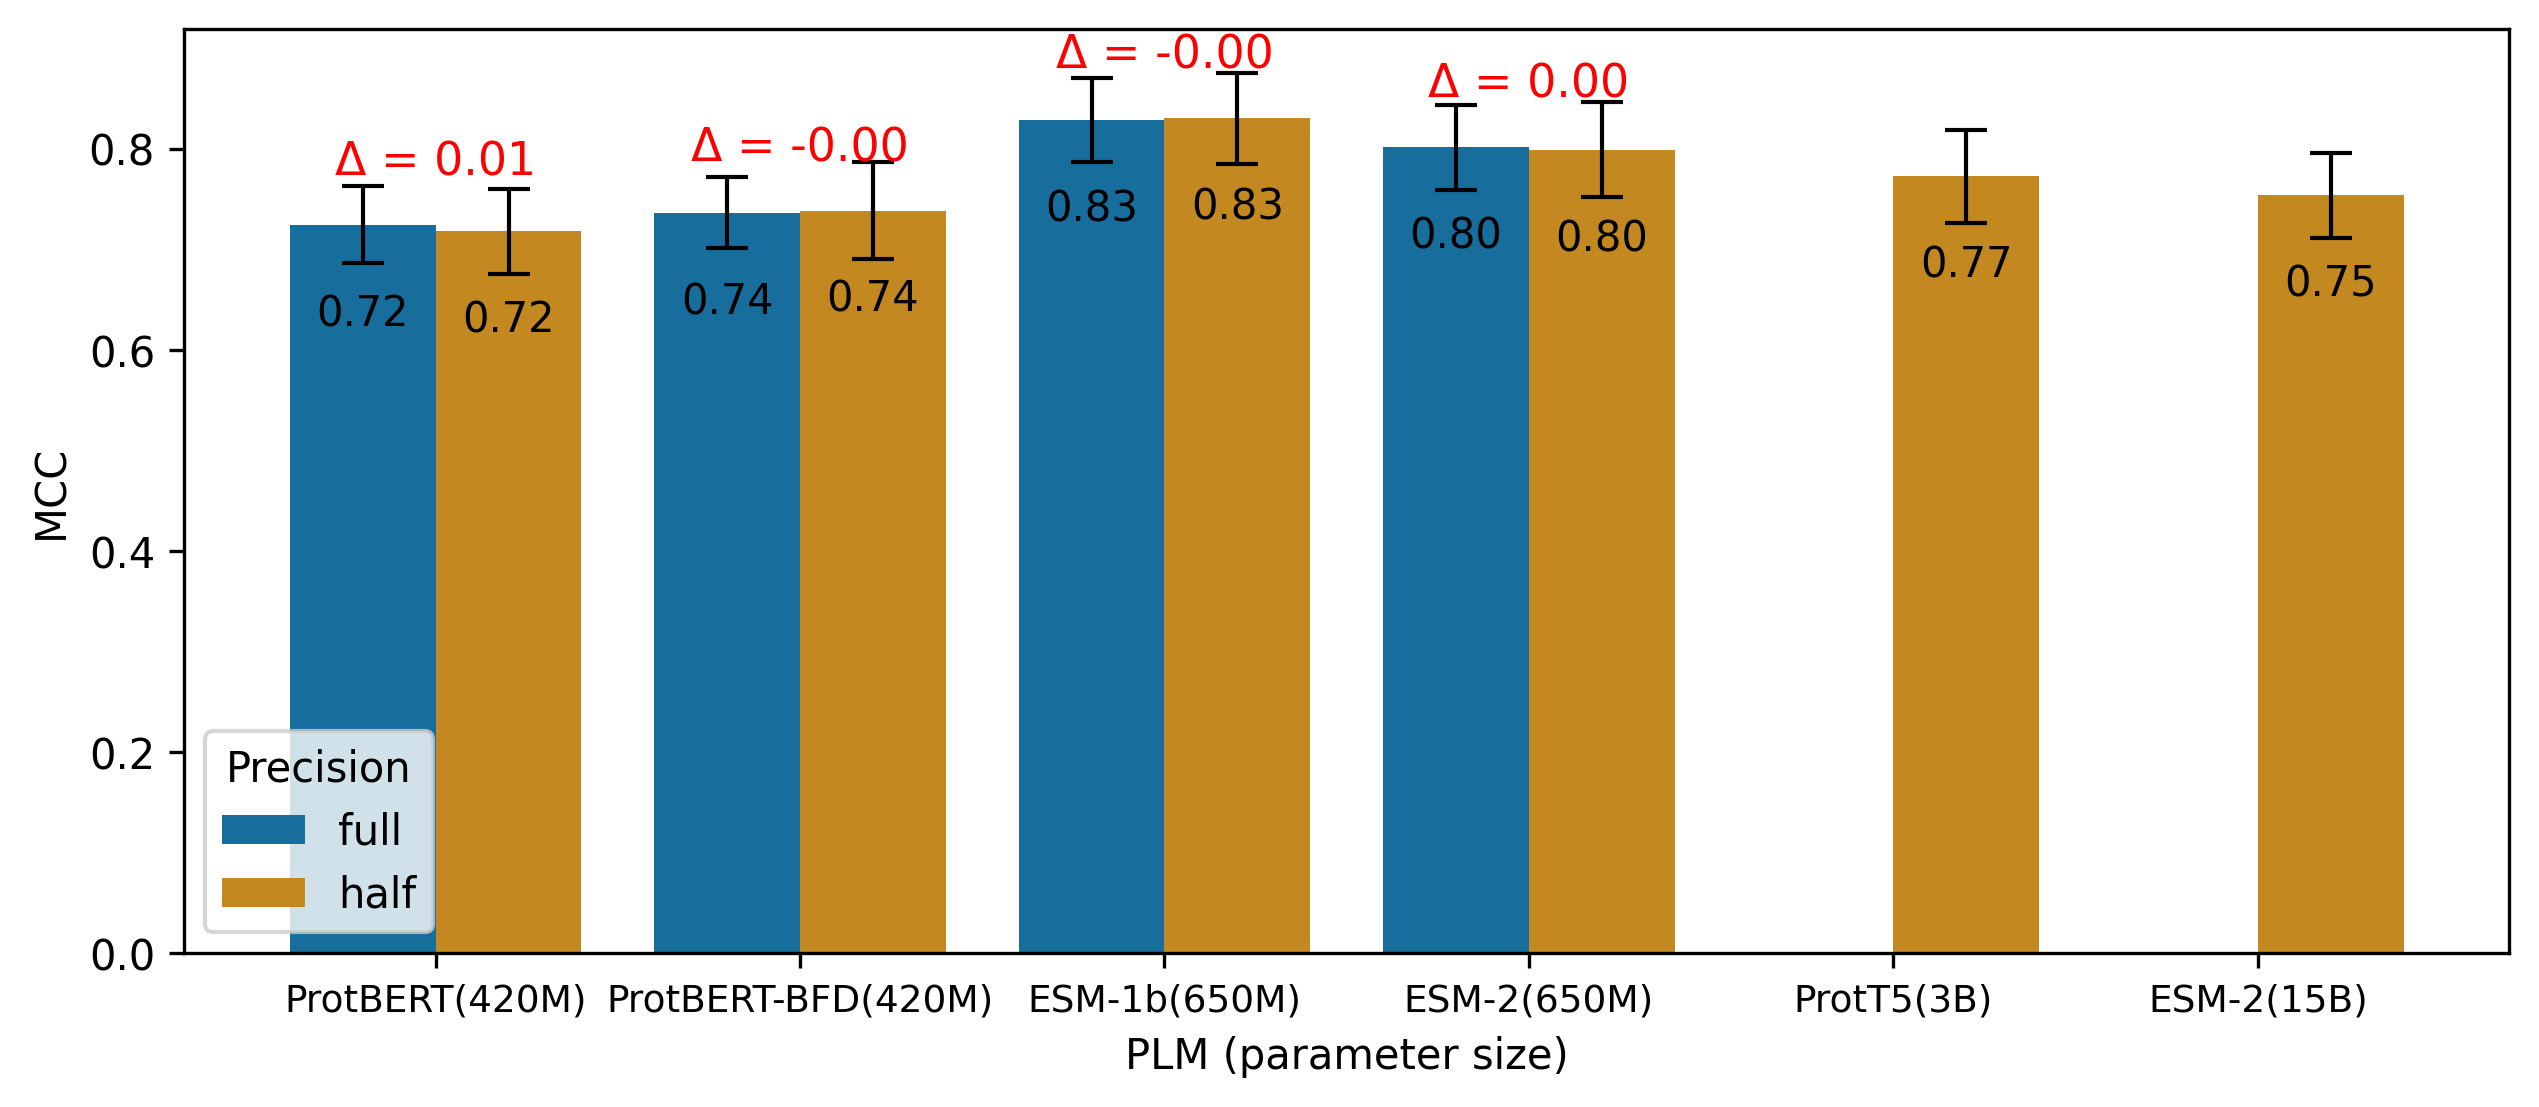 Δ = -0.00
Δ = 0.00
Δ = 0.01
Δ = -0.00
0.8
0.83
0.83
0.80
0.80
0.77
0.75
0.72
0.72
0.74
0.74
0.6
0.4
0.2
0.0
MCC
Precision
full
half
ProtBERT(420M)
ProtBERT-BFD(420M)
ESM-1b(650M)
ESM-2(650M)
ProtT5(3B)
ESM-2(15B)
PLM (parameter size)